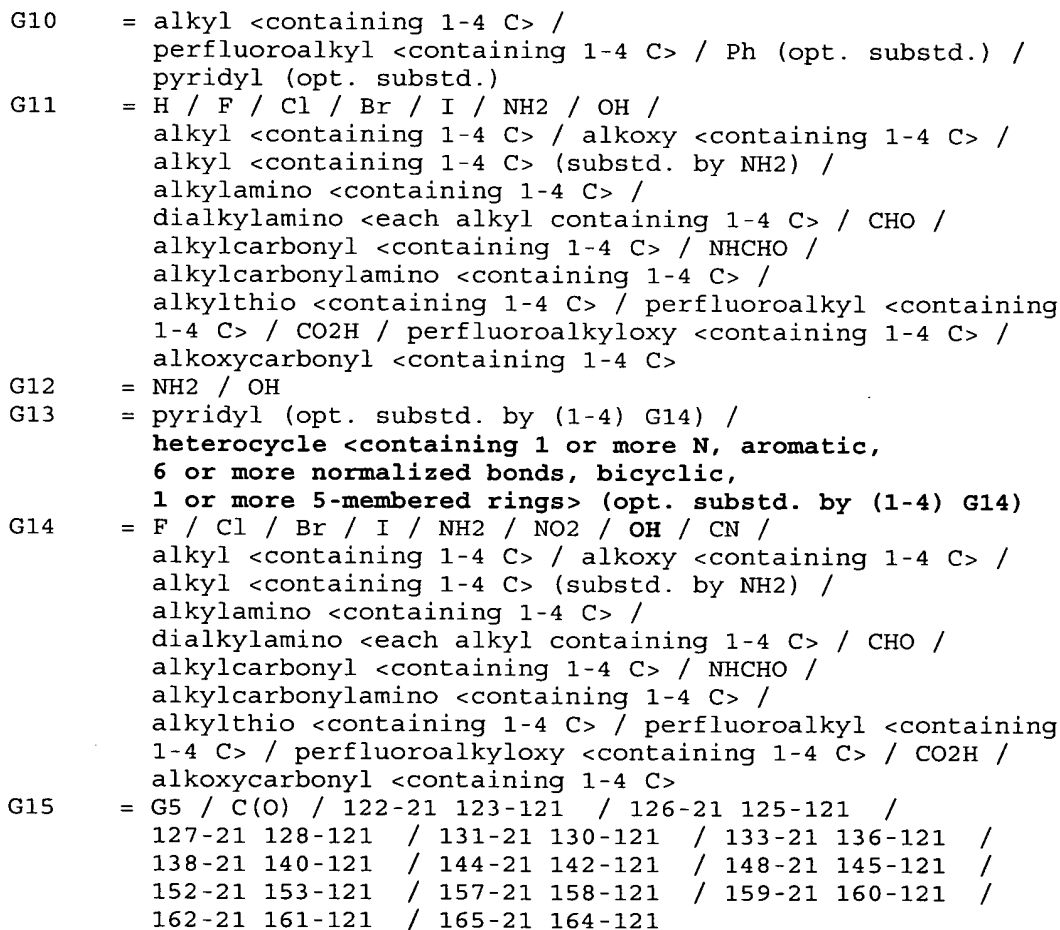 G10 = alkyl <containing 1-4 C> /
perfluoroalkyl <containing 1-4 C> / Ph (opt. substd.) /
pyridyl (opt. substd.)
G11 = H / F / Cl / Br / I / NH2 / OH /
alkyl <containing 1-4 C> / alkoxy <containing 1-4 C> /
alkyl <containing 1-4 C> (substd. by NH2) /
alkylamino <containing 1-4 C> /
dialkylamino <each alkyl containing 1-4 C> / CHO /
alkylcarbonyl <containing 1-4 C> / NHCHO /
alkylcarbonylamino <containing 1-4 C> /
alkylthio <containing 1-4 C> / perfluoroalkyl <containing
1-4 C> / CO2H / perfluoroalkyloxy <containing 1-4 C> /
alkoxycarbonyl <containing 1-4 C>
G12 = NH2 / OH
G13 = pyridyl (opt. substd. by (1-4) G14) /
heterocycle <containing 1 or more N, aromatic,
6 or more normalized bonds, bicyclic,
1 or more 5-membered rings> (opt. substd. by (1-4) G14)
G14 = F / Cl / Br / I / NH2 / NO2 / OH / CN /
alkyl <containing 1-4 C> / alkoxy <containing 1-4 C> /
alkyl <containing 1-4 C> (substd. by NH2) /
alkylamino <containing 1-4 C> /
dialkylamino <each alkyl containing 1-4 C> / CHO /
alkylcarbonyl <containing 1-4 C> / NHCHO /
alkylcarbonylamino <containing 1-4 C> /
alkylthio <containing 1-4 C> / perfluoroalkyl <containing
1-4 C> / perfluoroalkyloxy <containing 1-4 C> / CO2H /
alkoxycarbonyl <containing 1-4 C>
G15 = G5 / C(O) / 122-21 123-121 / 126-21 125-121 /
127-21 128-121 / 131-21 130-121 / 133-21 136-121 /
138-21 140-121 / 144-21 142-121 / 148-21 145-121 /
152-21 153-121 / 157-21 158-121 / 159-21 160-121 /
162-21 161-121 / 165-21 164-121